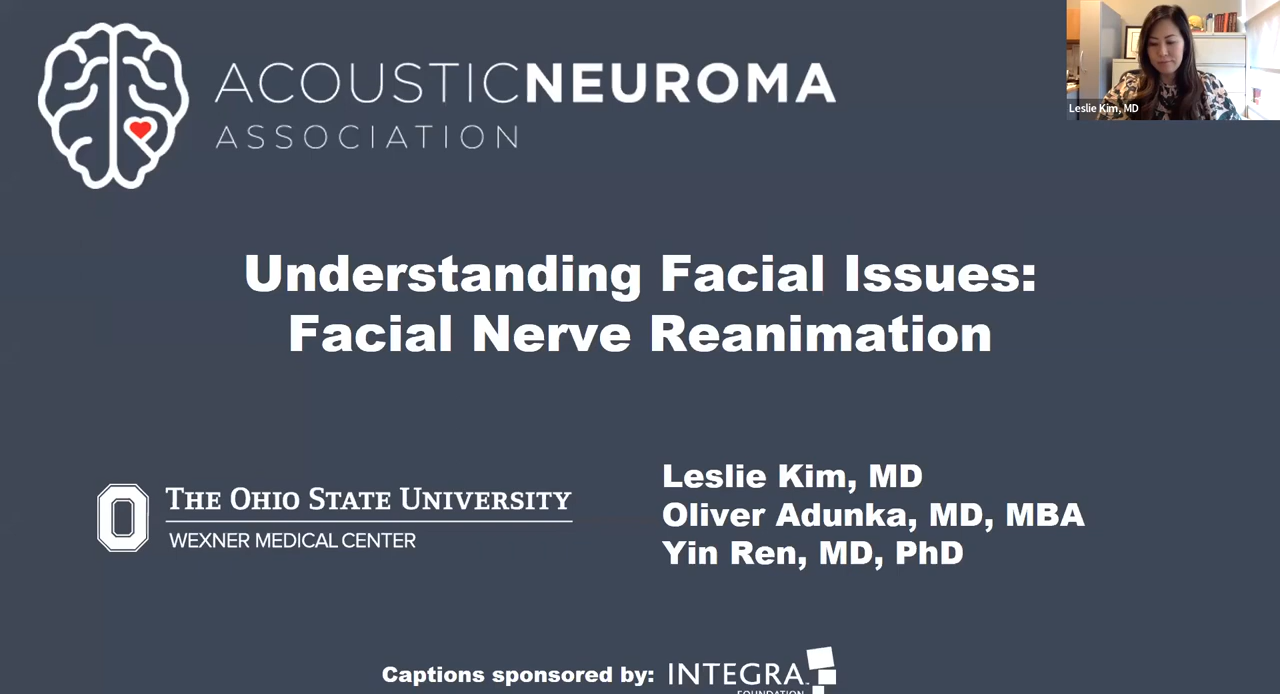 ACOUSTICNEUROMA
ASSOCIATION
Leslie Kim, MD
Understanding Facial Issues:
Facial Nerve Reanimation
THE OHIO STATE UNIVERSITY
WEXNER MEDICAL CENTER
Leslie Kim, MD
Oliver Adunka, MD, MBA
Yin Ren, MD, PhD
Captions sponsored by: INTEGRA
FOUNDATION